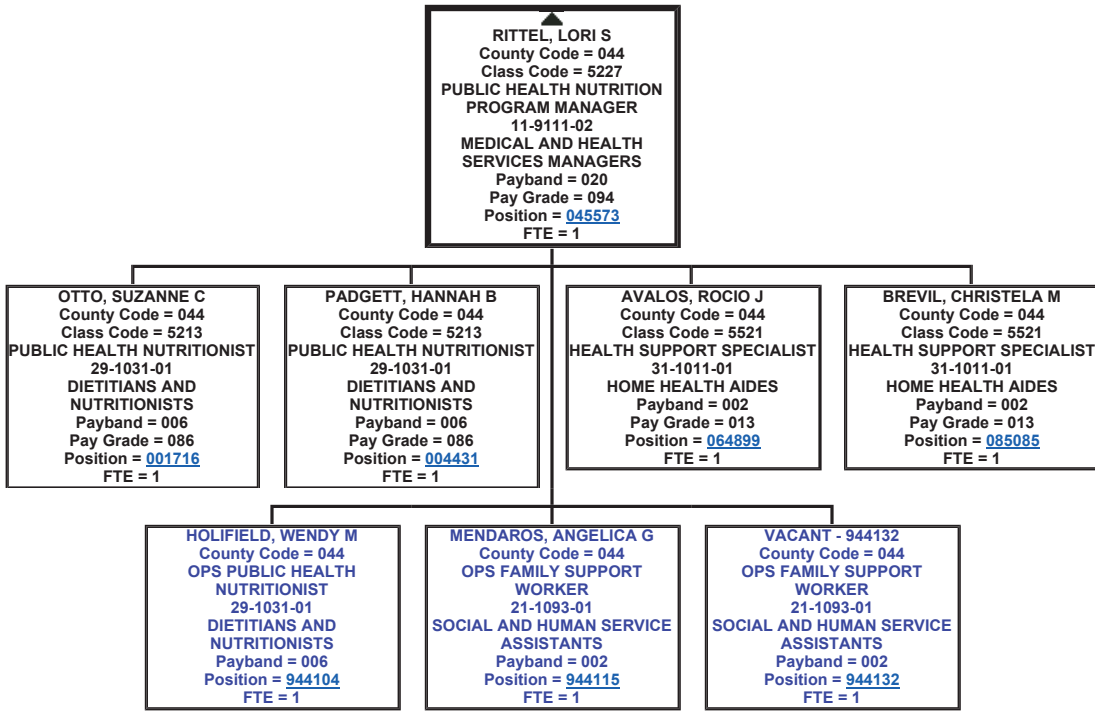 RITTEL, LORI S
County Code = 044
Class Code = 5227
PUBLIC HEALTH NUTRITION
PROGRAM MANAGER
11-9111-02
MEDICAL AND HEALTH
SERVICES MANAGERS
Payband = 020
Pay Grade = 094
Position = 045573
FTE = 1
OTTO, SUZANNE C
County Code = 044
Class Code = 5213
PUBLIC HEALTH NUTRITIONIST
29-1031-01
DIETITIANS AND
NUTRITIONISTS
Payband = 006
Pay Grade = 086
Position = 001716
FTE = 1
PADGETT, HANNAH B
County Code = 044
Class Code = 5213
PUBLIC HEALTH NUTRITIONIST
29-1031-01
DIETITIANS AND
NUTRITIONISTS
Payband = 006
Pay Grade = 086
Position = 004431
FTE = 1
AVALOS, ROCIO J
County Code = 044
Class Code = 5521
HEALTH SUPPORT SPECIALIST
31-1011-01
HOME HEALTH AIDES
Payband = 002
Pay Grade = 013
Position = 064899
FTE = 1
BREVIL, CHRISTELA M
County Code = 044
Class Code = 5521
HEALTH SUPPORT SPECIALIST
31-1011-01
HOME HEALTH AIDES
Payband = 002
Pay Grade = 013
Position = 085085
FTE = 1
HOLIFIELD, WENDY M
County Code = 044
OPS PUBLIC HEALTH
NUTRITIONIST
29-1031-01
DIETITIANS AND
NUTRITIONISTS
Payband = 006
Position = 944104
FTE = 1
MENDAROS, ANGELICA G
County Code = 044
OPS FAMILY SUPPORT
WORKER
21-1093-01
SOCIAL AND HUMAN SERVICE
ASSISTANTS
Payband = 002
Position = 944115
FTE = 1
VACANT - 944132
County Code = 044
OPS FAMILY SUPPORT
WORKER
21-1093-01
SOCIAL AND HUMAN SERVICE
ASSISTANTS
Payband = 002
Position = 944132
FTE = 1